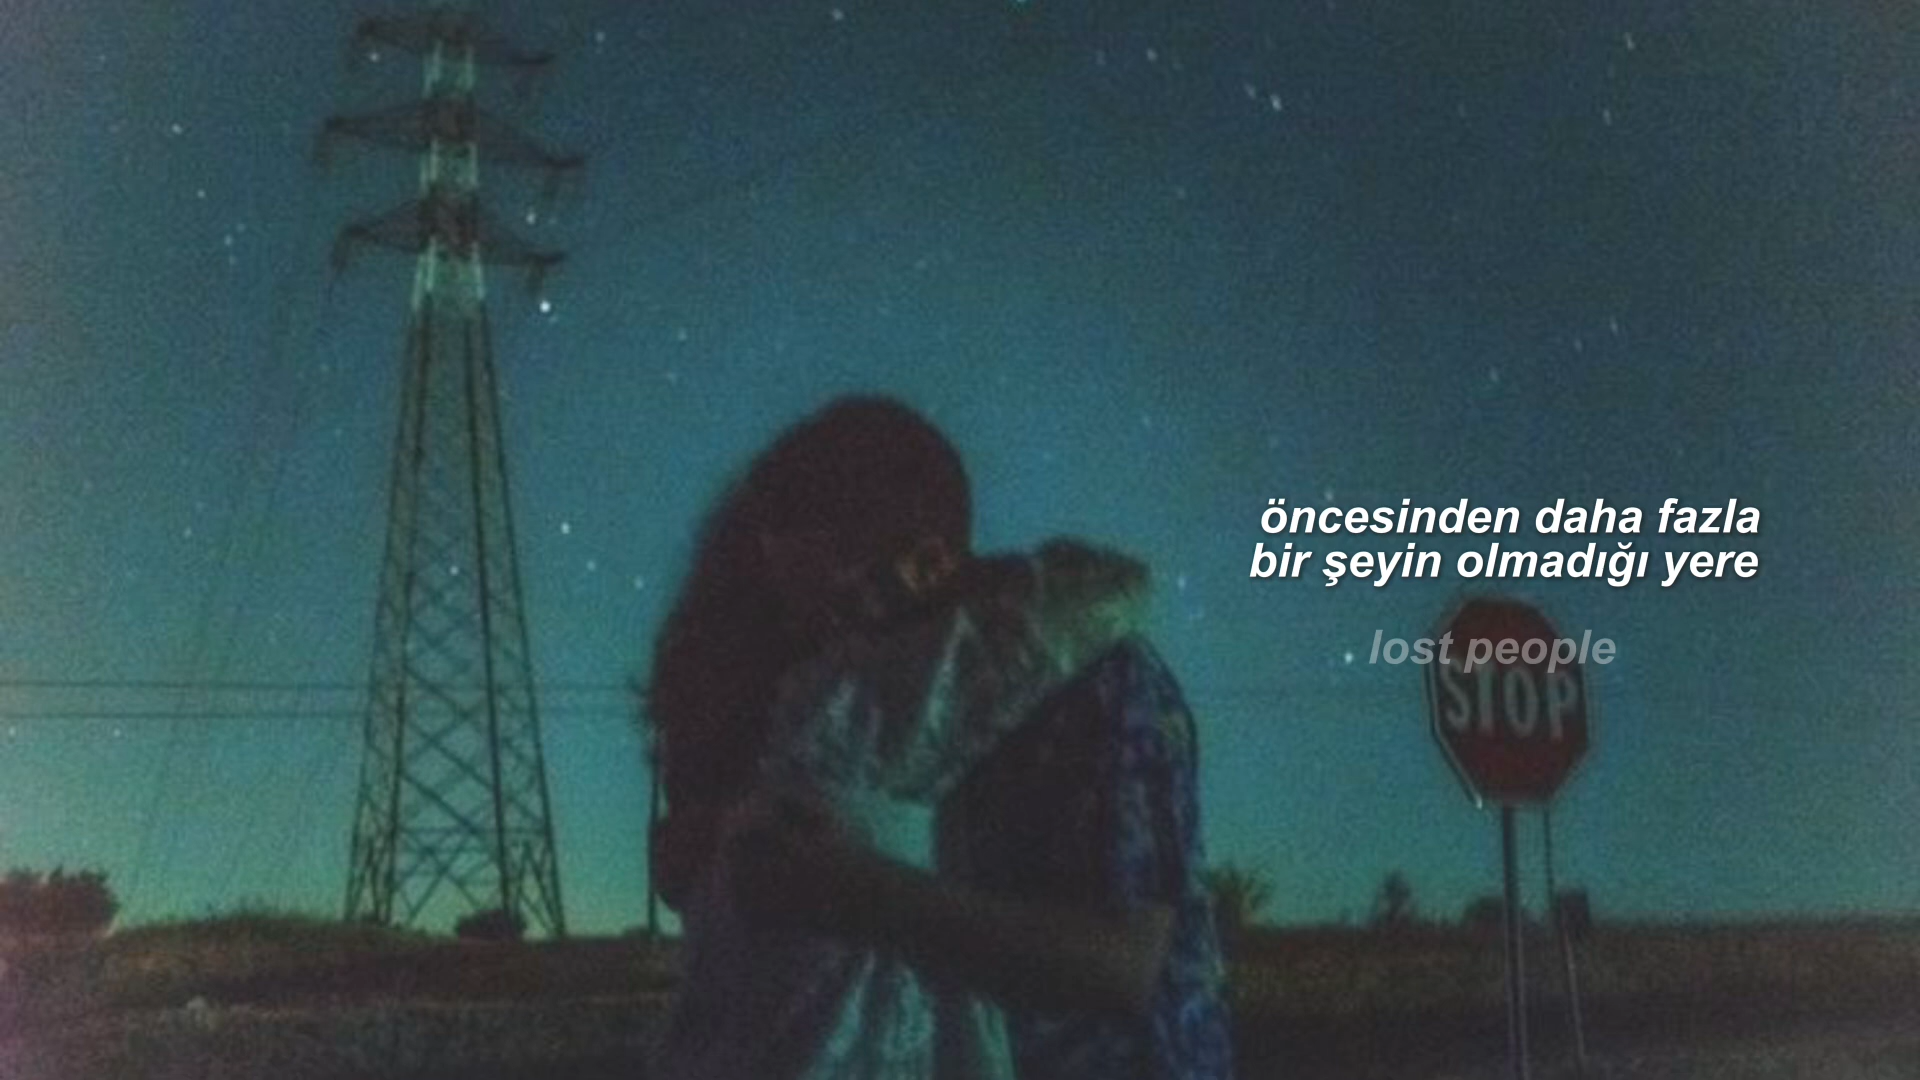 öncesinden daha fazla
bir şeyin olmadığı yere
lost people
STOP